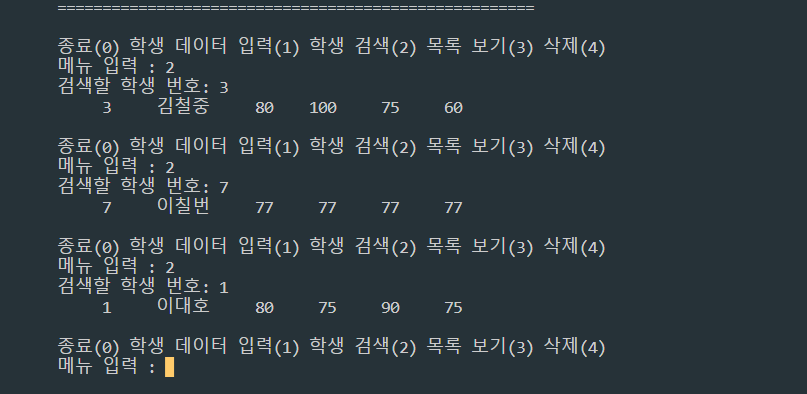 =====================================================
종료(0) 학생 데이터 입력(1) 학생 검색(2) 목록 보기(3) 삭제(4)
메뉴 입력 : 2
검색할 학생 번호: 3
3 김철중 80 100 75 60
종료(0) 학생 데이터 입력(1) 학생 검색(2) 목록 보기(3) 삭제(4)
메뉴 입력 : 2
검색할 학생 번호: 7
7 이칠번 77 77 77 77
종료(0) 학생 데이터 입력(1) 학생 검색(2) 목록 보기(3) 삭제(4)
메뉴 입력 : 2
검색할 학생 번호: 1
1 이대호 80 75 90 75
종료(0) 학생 데이터 입력(1) 학생 검색(2) 목록 보기(3) 삭제(4)
메뉴 입력 :